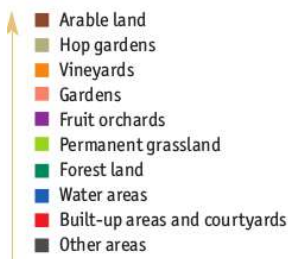 Arable land
Hop gardens
Vineyards
Gardens
Fruit orchards
Permanent grassland
Forest land
Water areas
Built-up areas and courtyards
Other areas